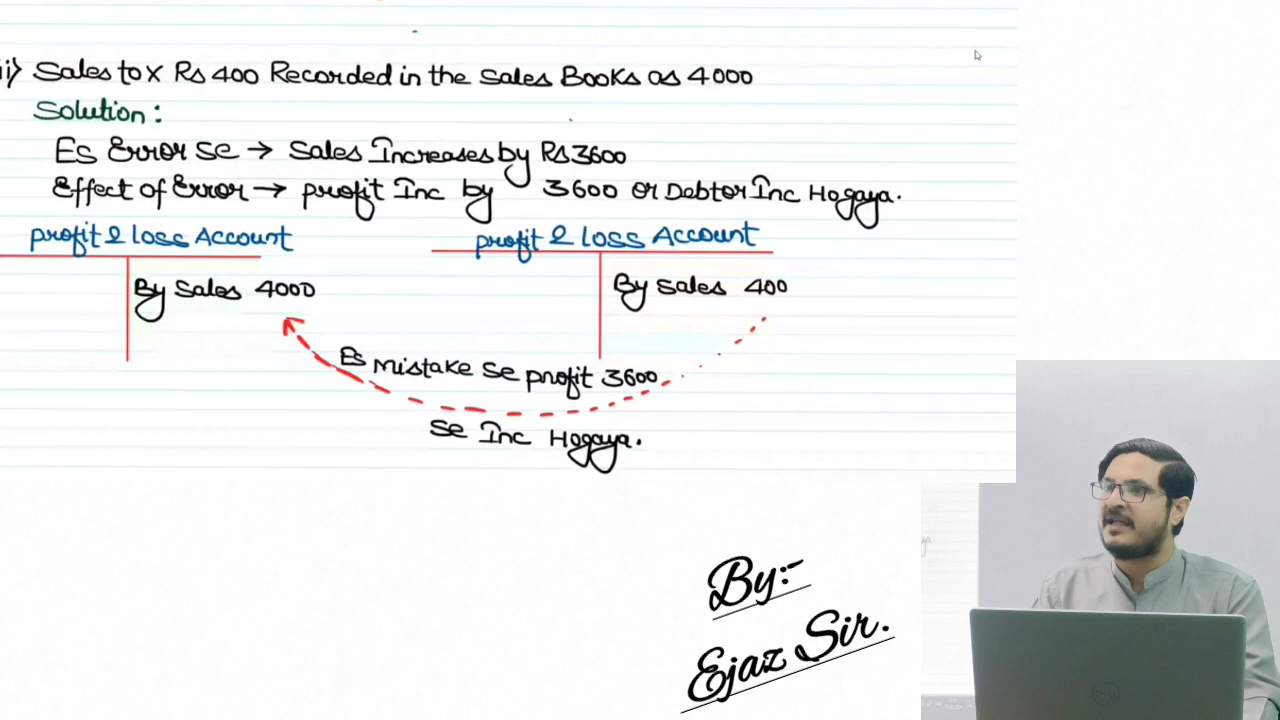 ii) Sales to X Rs 400 Recorded in the Sales Books as 4000
Solution:
Es Error se → Sales Increases by Rs 3600
Effect of Error → profit Inc by 3600 or Debtor Inc Hogaya.
profit & loss Account
profit & loss Account
By Sales 4000
By Sales 400
Es mistake se profit 3600
se Inc Hogaya.
By:-
Ejaz Sir.
DELL